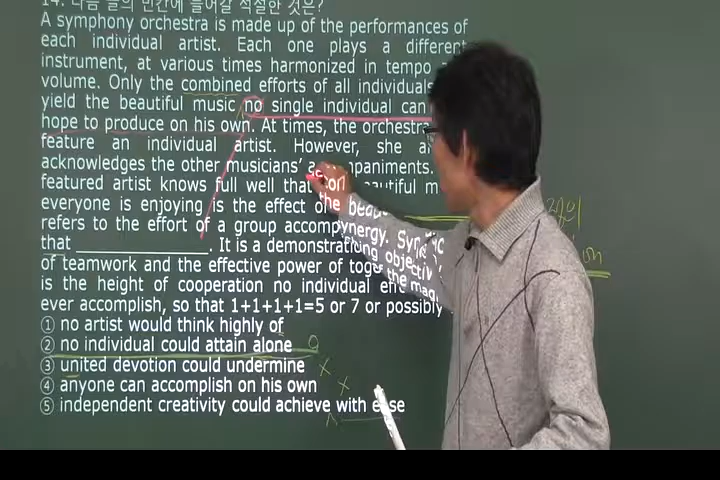 14. 다음 글의 빈칸에 들어갈 적절한 것은?
A symphony orchestra is made up of the performances of
each individual artist. Each one plays a different
instrument, at various times harmonized in tempo
volume. Only the combined efforts of all individuals
yield the beautiful music no single individual can
hope to produce on his own. At times, the orchestra
feature an individual artist. However, she
acknowledges the other musicians'
featured artist knows full well that
everyone is enjoying is the effect of the
refers to the effort of a group accompanying
that ____________. It is a demonstrating
of teamwork and the effective power of
is the height of cooperation no individual
ever accomplish, so that 1+1+1+1=5 or 7 or possibly
① no artist would think highly of
② no individual could attain alone
③ united devotion could undermine
④ anyone can accomplish on his own
⑤ independent creativity could achieve with ease